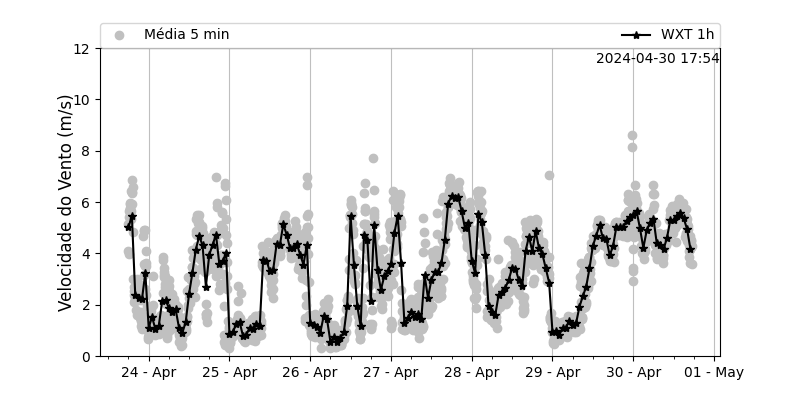 Média 5 min
WXT 1h
2024-04-30 17:54
Velocidade do Vento (m/s)
12
10
8
6
4
2
0
24 - Apr
25 - Apr
26 - Apr
27 - Apr
28 - Apr
29 - Apr
30 - Apr
01 - May